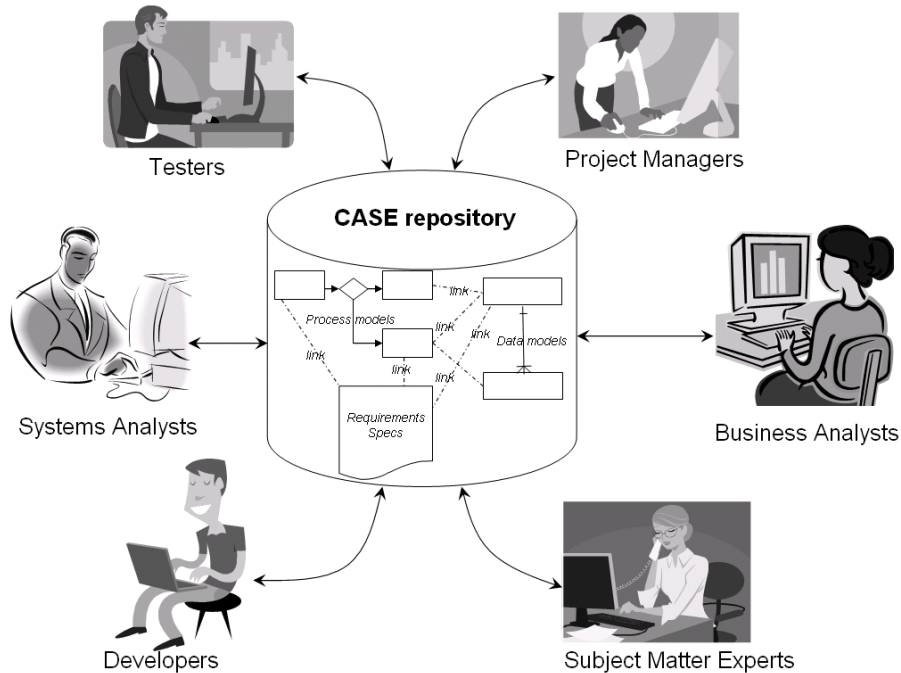 Testers
Project Managers
CASE repository
link
Process models
link
link
Data models
link
link
link
Requirements
Specs
Systems Analysts
Business Analysts
Developers
Subject Matter Experts